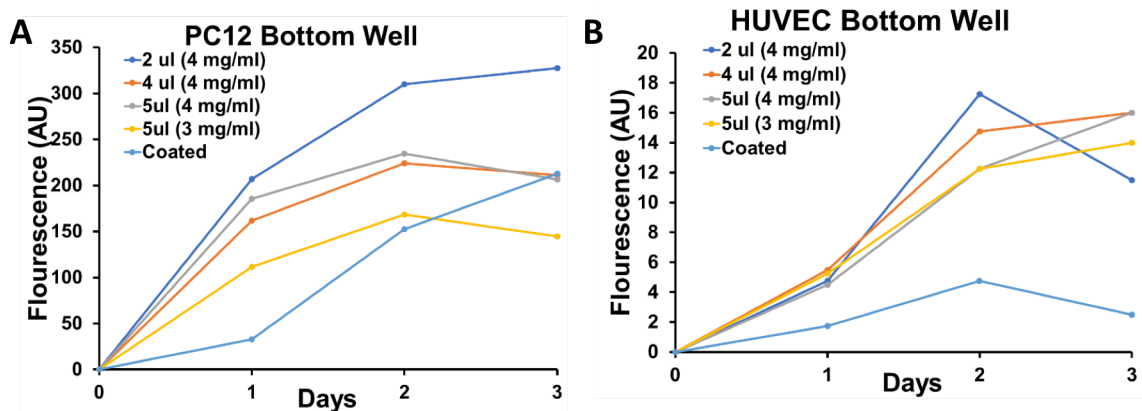 A
PC12 Bottom Well
350
300
250
200
150
100
50
0
Flourescence (AU)
2 ul (4 mg/ml)
4 ul (4 mg/ml)
5ul (4 mg/ml)
5ul (3 mg/ml)
Coated
0 1 2 3
Days
B
HUVEC Bottom Well
20
18
16
14
12
10
8
6
4
2
0
Flourescence (AU)
2 ul (4 mg/ml)
4 ul (4 mg/ml)
5ul (4 mg/ml)
5ul (3 mg/ml)
Coated
0 1 2 3
Days